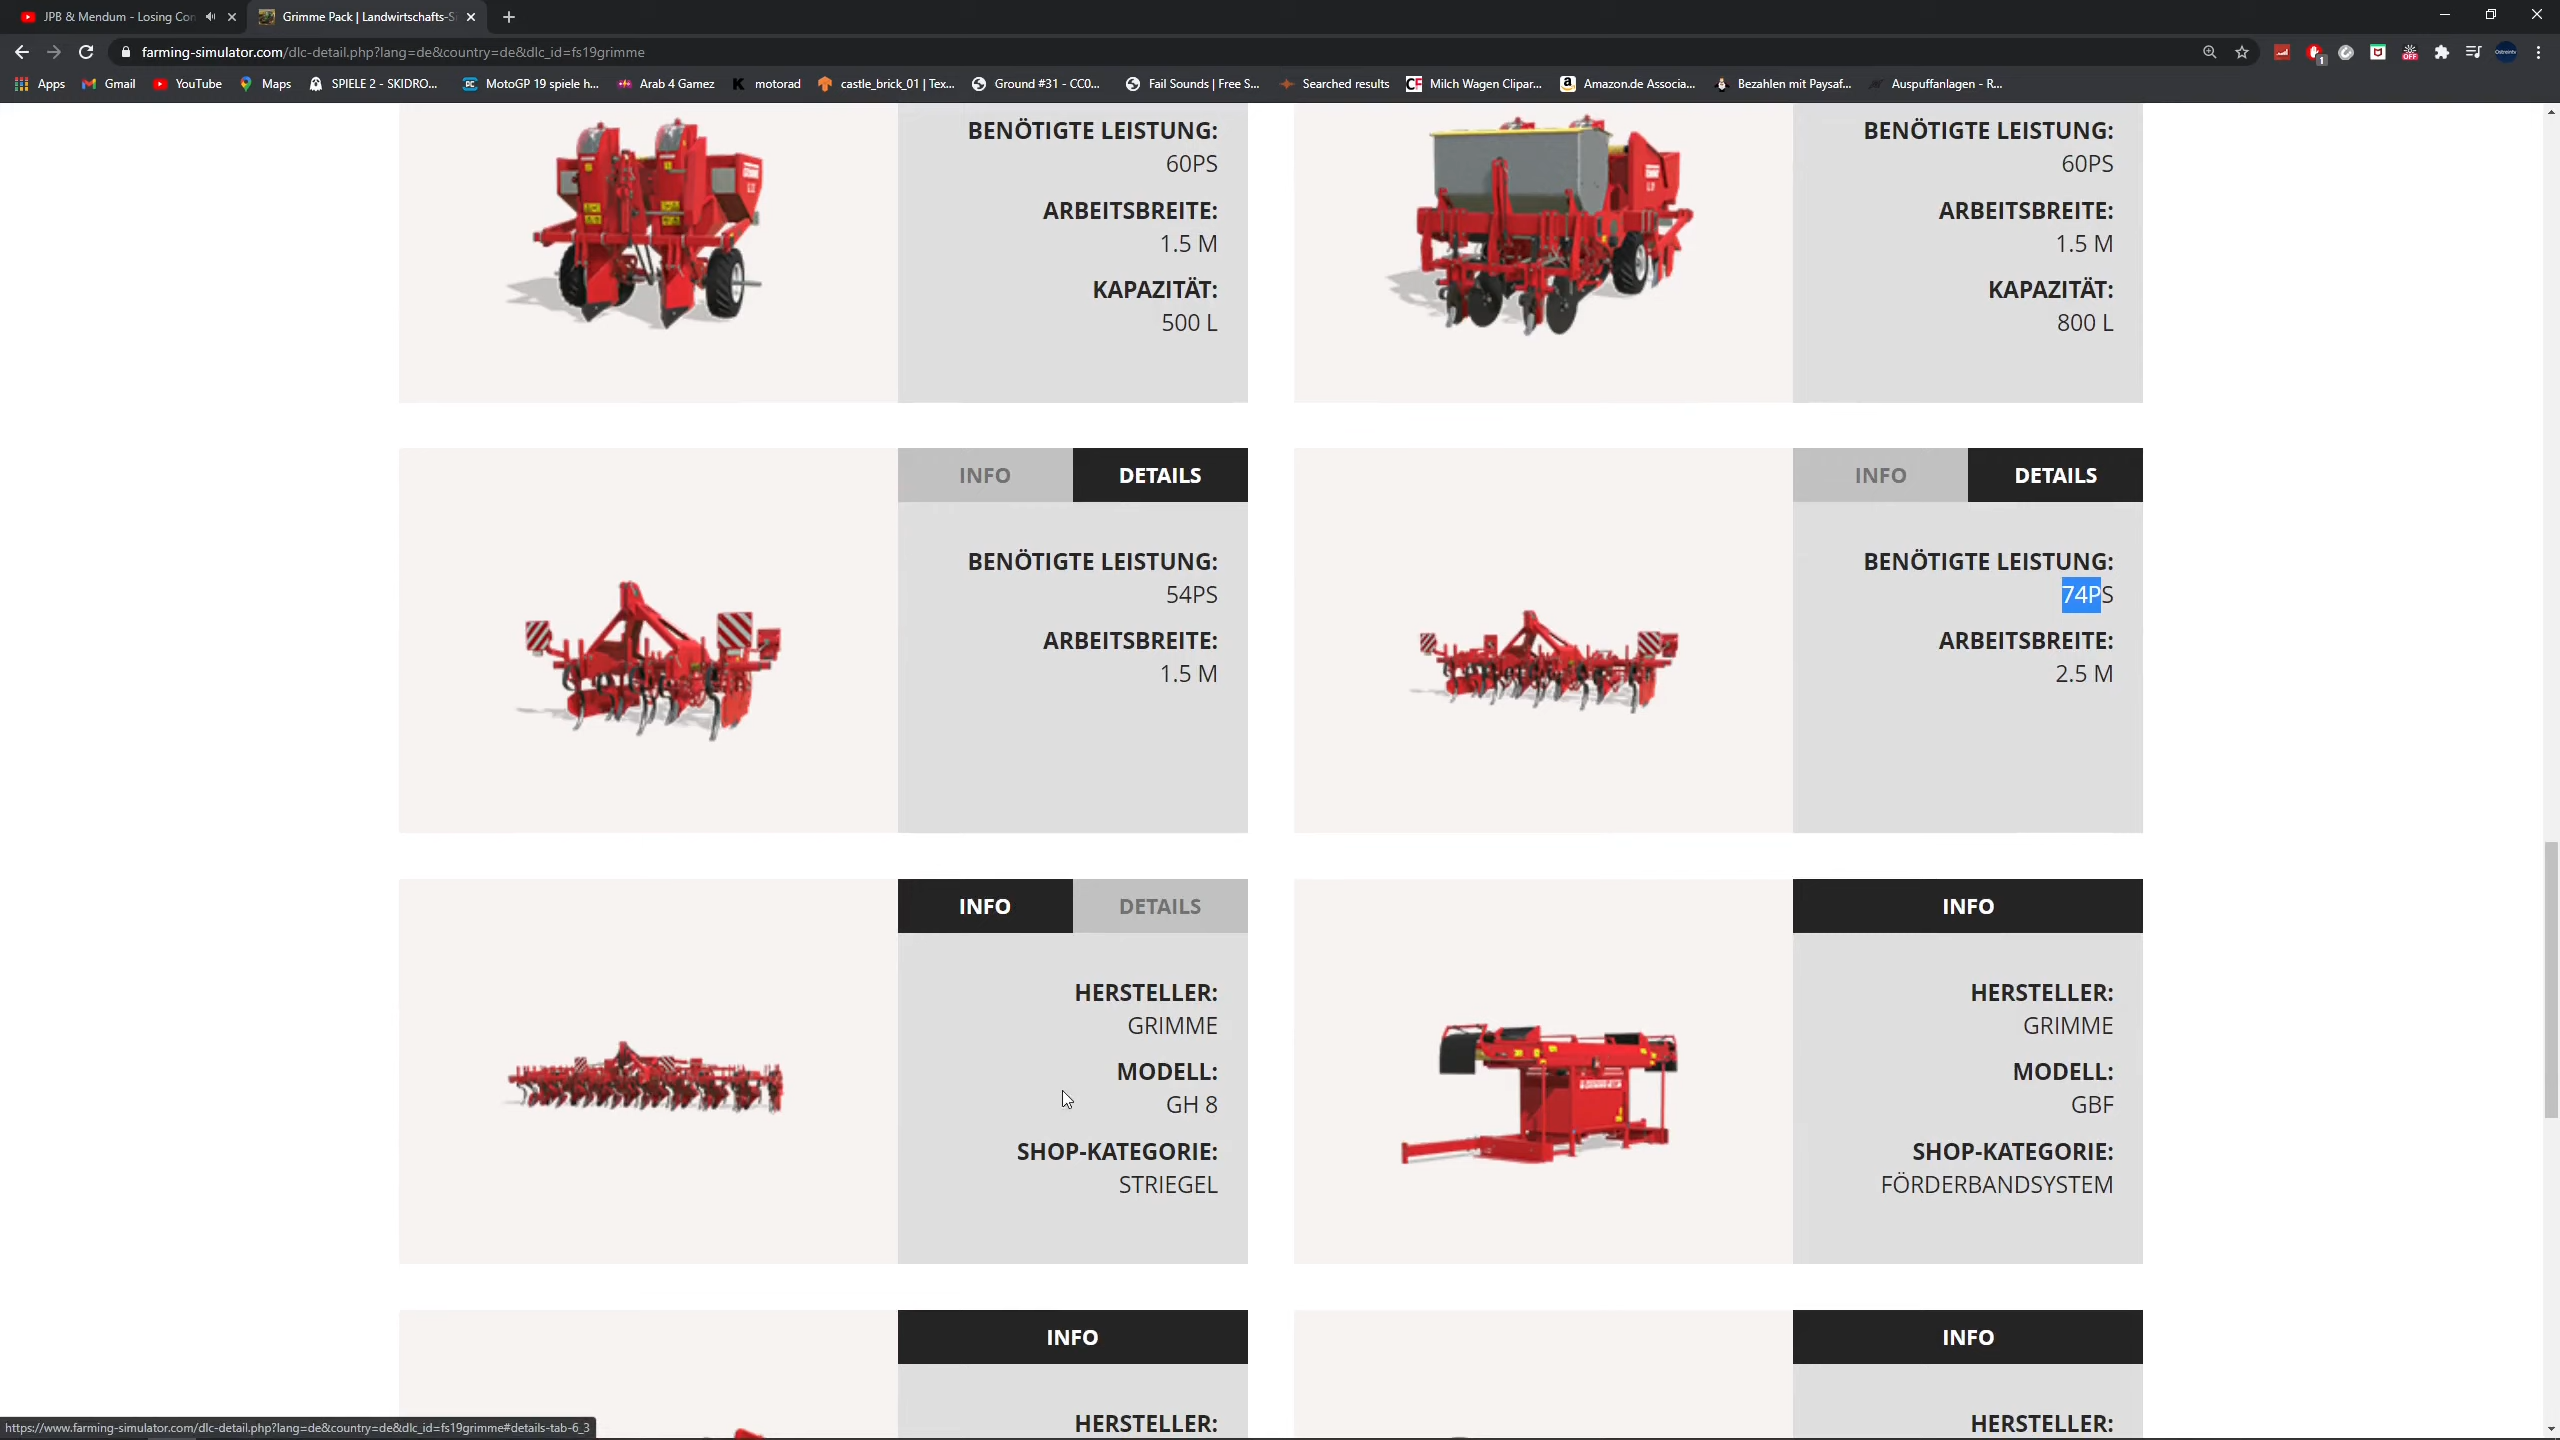 JPB & Mendum - Losing Con
Grimme Pack | Landwirtschafts-S
farming-simulator.com/dlc-detail.php?lang=de&country=de&dlc_id=fs19grimme
Apps
Gmail
YouTube
Maps
SPIELE 2 - SKIDRO...
MotoGP 19 spiele h...
Arab 4 Gamez
motorad
castle_brick_01 | Tex...
Ground #31 - CC0...
Fail Sounds | Free S...
Searched results
Milch Wagen Clipar...
Amazon.de Associa...
Bezahlen mit Paysaf...
Auspuffanlagen - R...
BENÖTIGTE LEISTUNG:
60PS
ARBEITSBREITE:
1.5 M
KAPAZITÄT:
500 L
BENÖTIGTE LEISTUNG:
60PS
ARBEITSBREITE:
1.5 M
KAPAZITÄT:
800 L
INFO
DETAILS
BENÖTIGTE LEISTUNG:
54PS
ARBEITSBREITE:
1.5 M
INFO
DETAILS
BENÖTIGTE LEISTUNG:
74PS
ARBEITSBREITE:
2.5 M
INFO
DETAILS
HERSTELLER:
GRIMME
MODELL:
GH 8
SHOP-KATEGORIE:
STRIEGEL
INFO
HERSTELLER:
GRIMME
MODELL:
GBF
SHOP-KATEGORIE:
FÖRDERBANDSYSTEM
INFO
HERSTELLER:
INFO
HERSTELLER:
https://www.farming-simulator.com/dlc-detail.php?lang=de&country=de&dlc_id=fs19grimme#details-tab-6_3